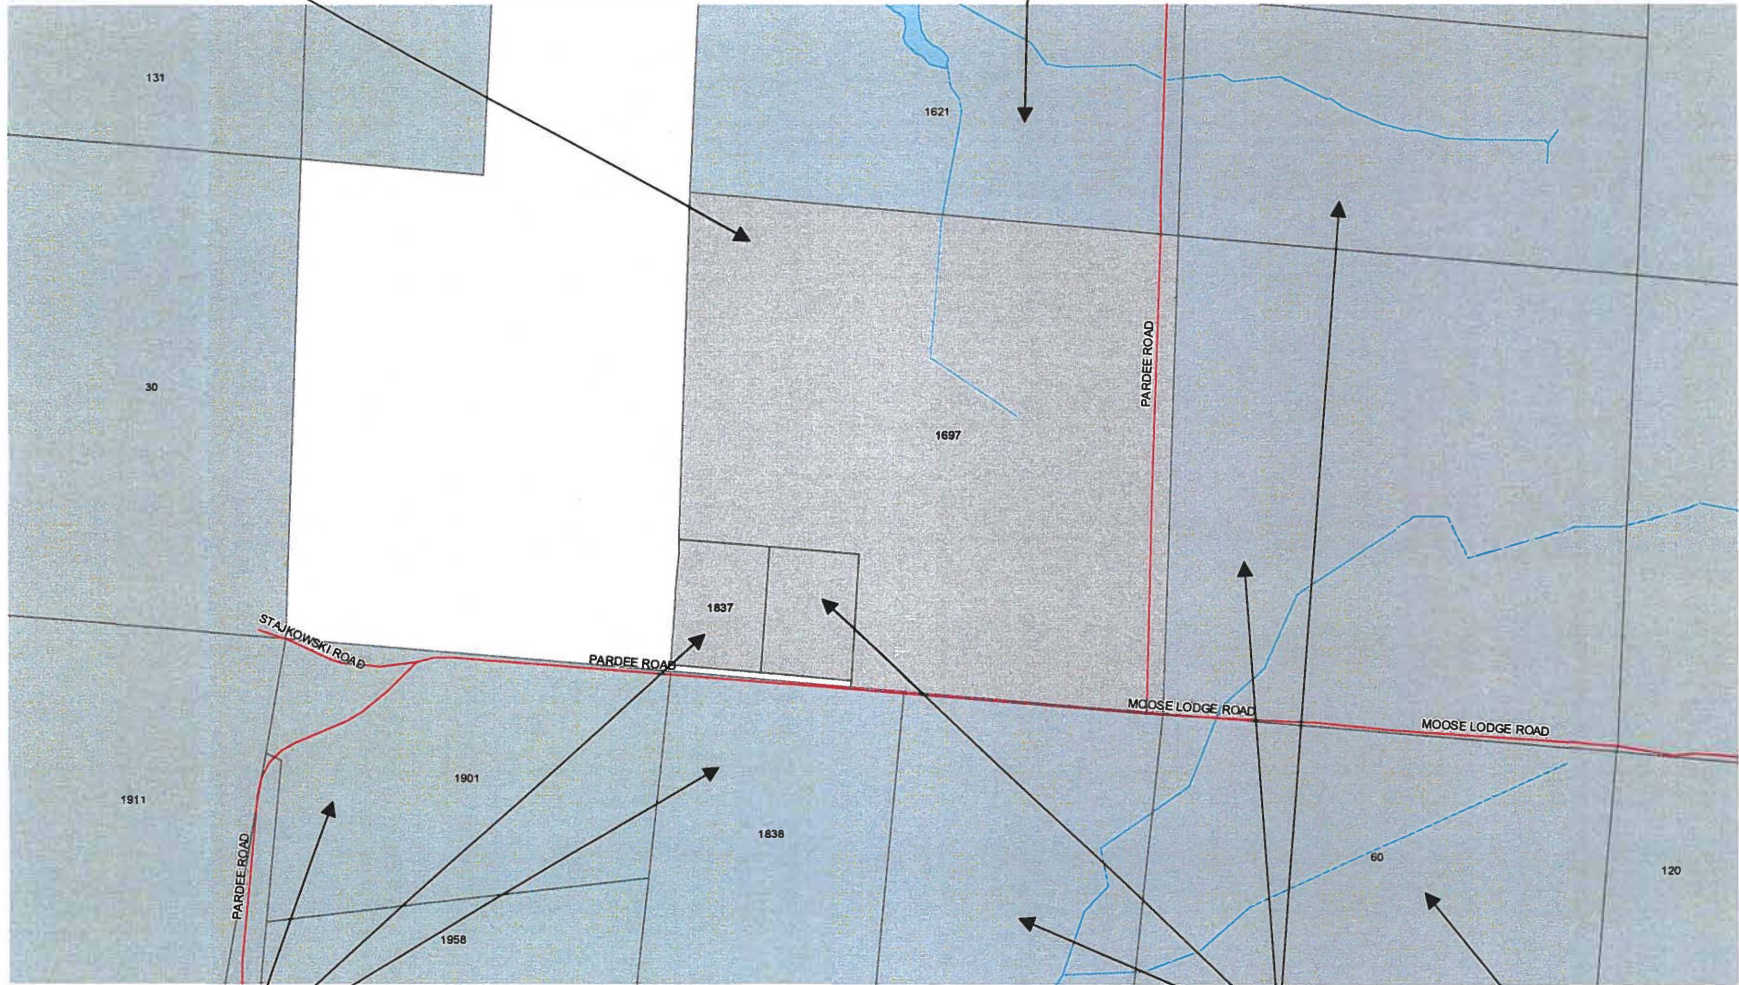 131
1621
30
PARDEE ROAD
1697
1837
STAJKOWSKI ROAD
PARDEE ROAD
MOOSE LODGE ROAD
MOOSE LODGE ROAD
1901
1911
1838
PARDEE ROAD
60
120
1958